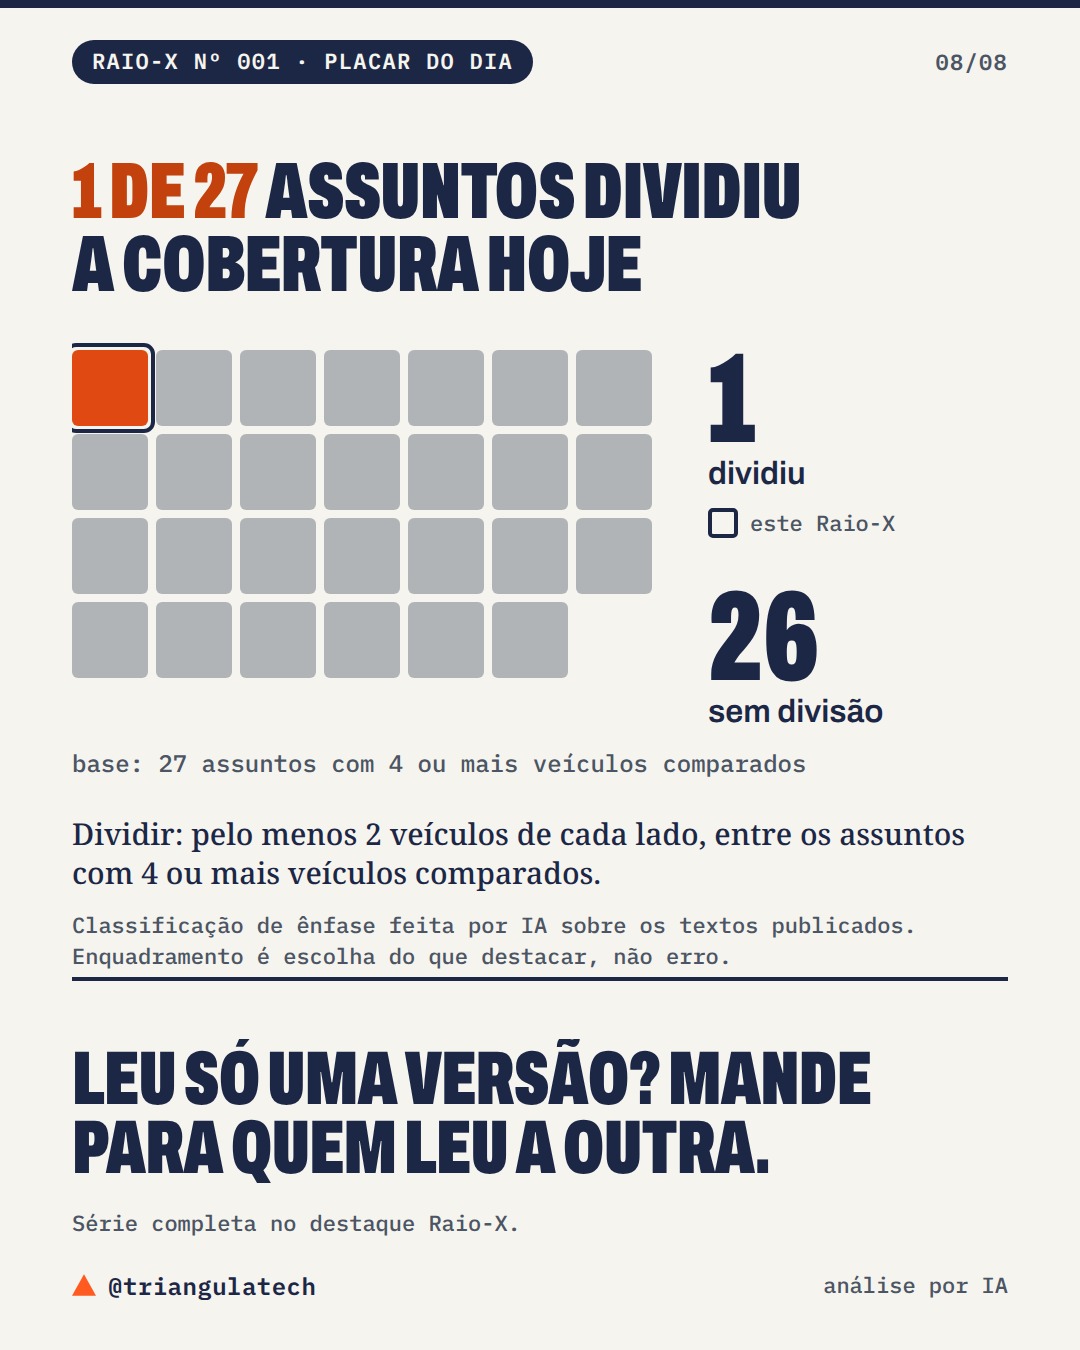 RAIO-X Nº 001 · PLACAR DO DIA
08/08
1 DE 27 ASSUNTOS DIVIDIU
A COBERTURA HOJE
1
dividiu
este Raio-X
26
sem divisão
base: 27 assuntos com 4 ou mais veículos comparados
Dividir: pelo menos 2 veículos de cada lado, entre os assuntos
com 4 ou mais veículos comparados.
Classificação de ênfase feita por IA sobre os textos publicados.
Enquadramento é escolha do que destacar, não erro.
LEU SÓ UMA VERSÃO? MANDE
PARA QUEM LEU A OUTRA.
Série completa no destaque Raio-X.
@triangulatech
análise por IA